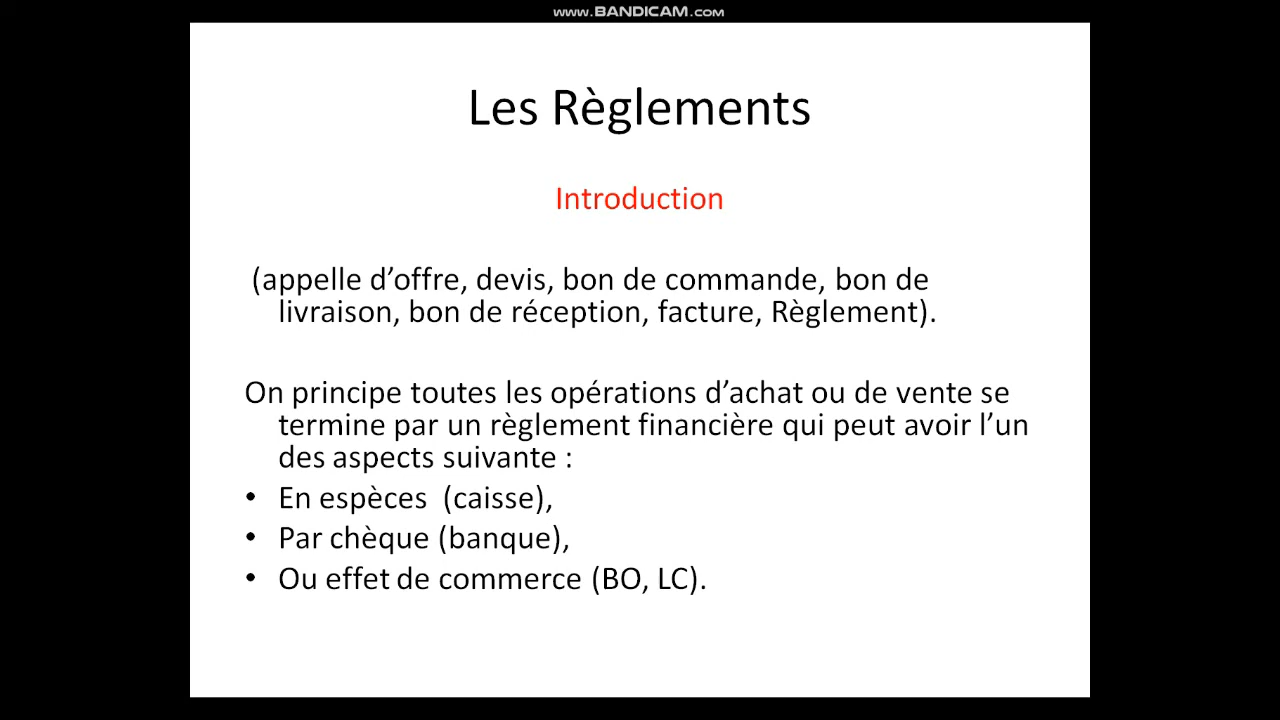 www.BANDICAM.com
Les Règlements
Introduction
(appelle d’offre, devis, bon de commande, bon de
livraison, bon de réception, facture, Règlement).
On principe toutes les opérations d’achat ou de vente se
termine par un règlement financière qui peut avoir l’un
des aspects suivante :
• En espèces (caisse),
• Par chèque (banque),
• Ou effet de commerce (BO, LC).